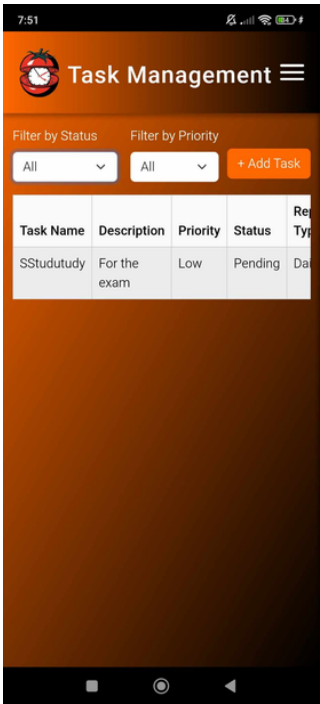 7:51
84
Task Management
Filter by Status Filter by Priority
All All + Add Task
Task Name Description Priority Status
SStudutudy For the exam Low Pending